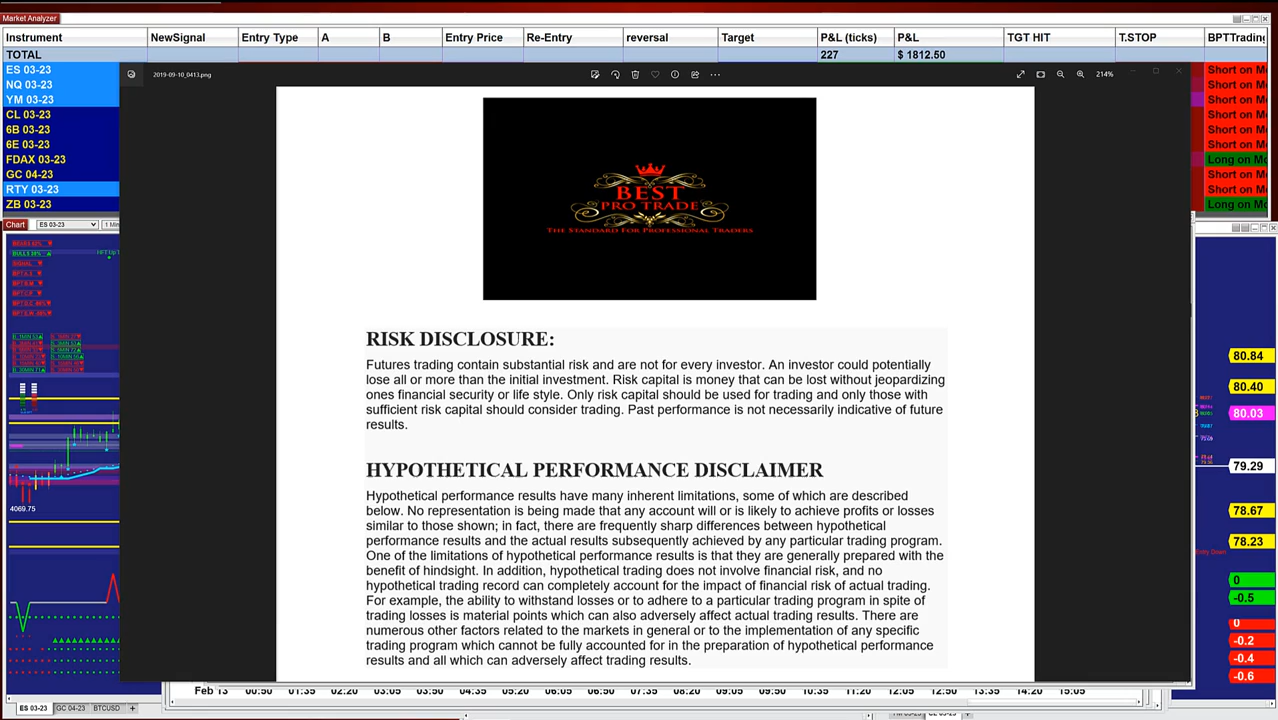 Market Analyzer
Instrument NewSignal Entry Type A B Entry Price Re-Entry reversal Target P&L (ticks) P&L TGT HIT T.STOP BPTTrading
TOTAL 227 $ 1812.50
ES 03-23 Short on Mo
NQ 03-23 Short on Mo
YM 03-23 Short on Mo
CL 03-23 Short on Mo
6B 03-23 Short on Mo
6E 03-23 Short on Mo
FDAX 03-23 Long on Mo
GC 04-23 Short on Mo
RTY 03-23 Short on Mo
ZB 03-23 Long on Mo
2019-09-10_0413.png
214%
BEST
PRO TRADE
THE STANDARD FOR PROFESSIONAL TRADERS
RISK DISCLOSURE:
Futures trading contain substantial risk and are not for every investor. An investor could potentially
lose all or more than the initial investment. Risk capital is money that can be lost without jeopardizing
ones financial security or life style. Only risk capital should be used for trading and only those with
sufficient risk capital should consider trading. Past performance is not necessarily indicative of future
results.
HYPOTHETICAL PERFORMANCE DISCLAIMER
Hypothetical performance results have many inherent limitations, some of which are described
below. No representation is being made that any account will or is likely to achieve profits or losses
similar to those shown; in fact, there are frequently sharp differences between hypothetical
performance results and the actual results subsequently achieved by any particular trading program.
One of the limitations of hypothetical performance results is that they are generally prepared with the
benefit of hindsight. In addition, hypothetical trading does not involve financial risk, and no
hypothetical trading record can completely account for the impact of financial risk of actual trading.
For example, the ability to withstand losses or to adhere to a particular trading program in spite of
trading losses is material points which can also adversely affect actual trading results. There are
numerous other factors related to the markets in general or to the implementation of any specific
trading program which cannot be fully accounted for in the preparation of hypothetical performance
results and all which can adversely affect trading results.
Chart ES 03-23 1 Min
4069.75
80.84
80.40
80.03
79.29
78.67
78.23
Entry Down
0
-0.5
0
-0.2
-0.4
-0.6
Feb 13 00:50 01:35 02:20 03:05 03:50 04:35 05:20 06:05 06:50 07:35 08:20 09:05 09:50 10:35 11:20 12:05 12:50 13:35 14:20 15:05
ES 03-23 GC 04-23 BTCUSD